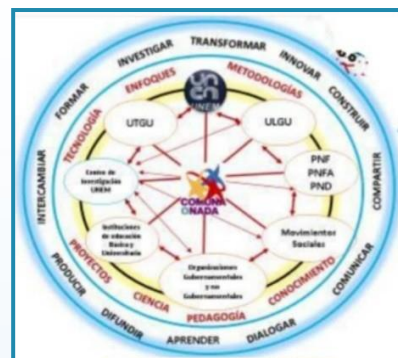 TRANSFORMAR
INNOVAR
CONSTRUIR
COMPARTIR
COMUNICAR
DIALOGAR
APRENDER
DIFUNDIR
PRODUCIR
INTERCAMBIAR
FORMAR
INVESTIGAR
ENFOQUES
METODOLOGÍAS
CONOCIMIENTO
PEDAGOGÍA
CIENCIA
PROYECTOS
TECNOLOGÍA
UNEM
UTGU
ULGU
Centro de
Investigación
UNEM
PNF
PNFA
PND
COMUNA
O NADA
Instituciones
de educación
Básica y
Universitaria
Movimientos
Sociales
Organizaciones
Gubernamentales
y no
Gubernamentales